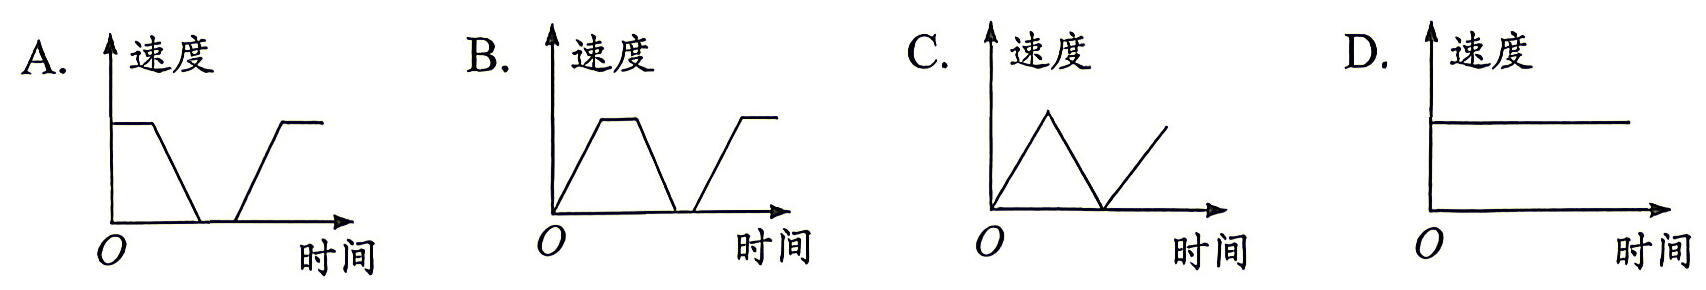 A. 速度 B. 速度 C. 速度 D. 速度
O 时间 O 时间 O 时间 O 时间